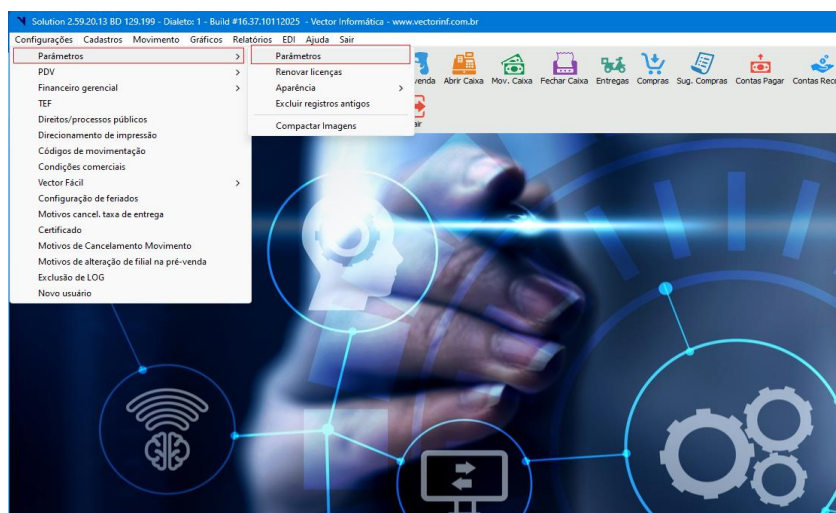 Solution 2.59.20.13 BD 129.199 - Dialeto: 1 - Build #16.37.10112025 - Vector Informática - www.vectorinf.com.br
Configurações Cadastros Movimento Gráficos Relatórios EDI Ajuda Sair
Parâmetros
PDV
Financeiro gerencial
TEF
Direitos/processos públicos
Direcionamento de impressão
Códigos de movimentação
Condições comerciais
Vector Fácil
Configuração de feriados
Motivos cancel. taxa de entrega
Certificado
Motivos de Cancelamento Movimento
Motivos de alteração de filial na pré-venda
Exclusão de LOG
Novo usuário
Parâmetros
Renovar licenças
Aparência
Excluir registros antigos
Compactar Imagens
venda Abrir Caixa Mov. Caixa Fechar Caixa Entregas Compras Sug. Compras Contas Pagar Contas Rece
air